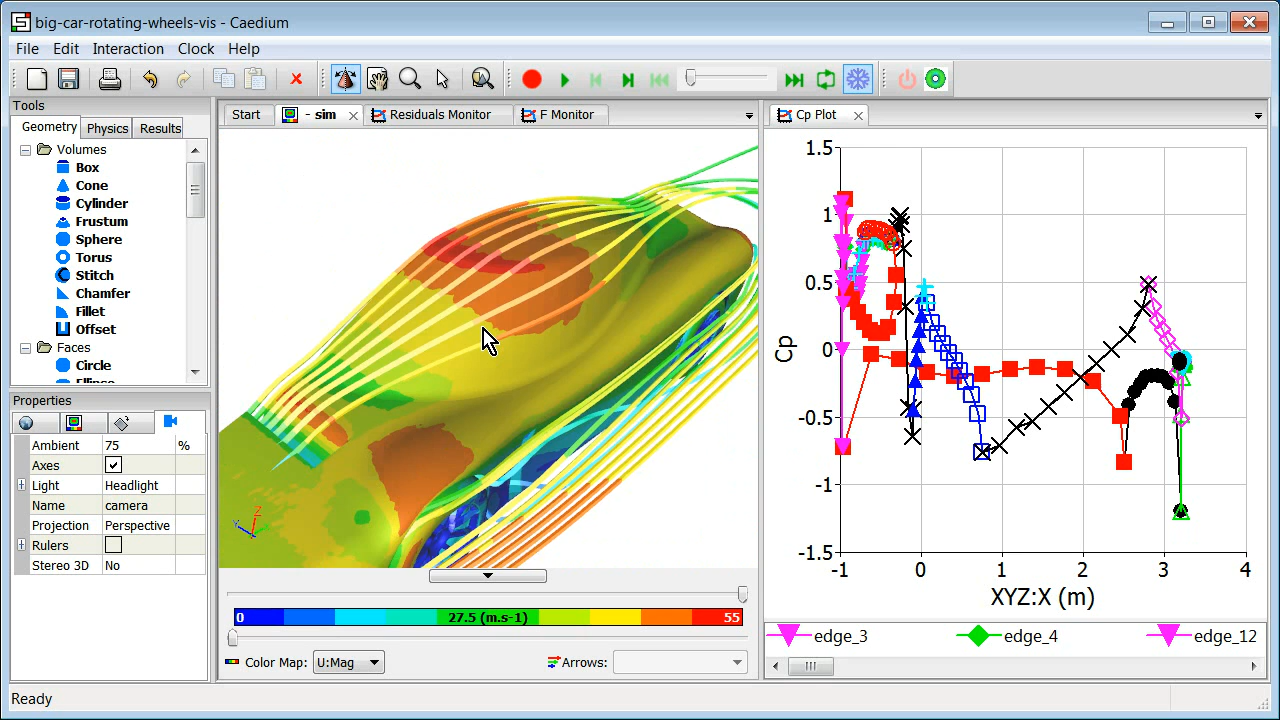 big-car-rotating-wheels-vis - Caedium
File Edit Interaction Clock Help
Tools
Geometry Physics Results
Volumes
Box
Cone
Cylinder
Frustum
Sphere
Torus
Stitch
Chamfer
Fillet
Offset
Faces
Circle
Ellipse
Properties
Ambient 75 %
Axes
Light Headlight
Name camera
Projection Perspective
Rulers
Stereo 3D No
Start - sim Residuals Monitor F Monitor
Z
Y
0 27.5 (m.s-1) 55
Color Map: U:Mag Arrows:
Cp Plot
1.5
1
0.5
0
-0.5
-1
-1.5
Cp
-1 0 1 2 3 4
XYZ:X (m)
edge_3 edge_4 edge_12
Ready